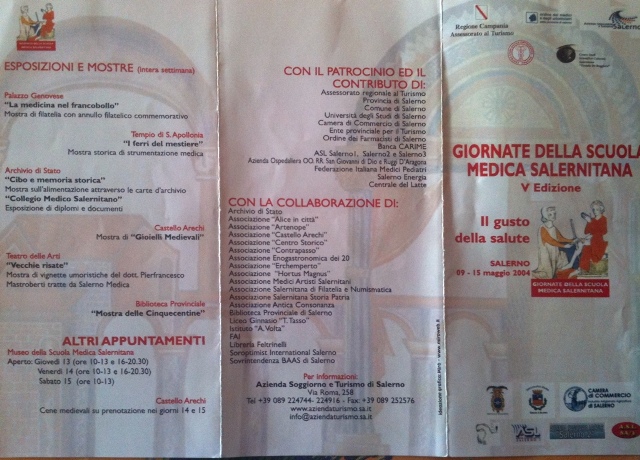 GIORNATE DELLA SCUOLA
MEDICA SALERNITANA
ESPOSIZIONI E MOSTRE (intera settimana)
Palazzo Genovese
"La medicina nel francobollo"
Mostra di filatelia con annullo filatelico commemorativo
Tempio di S. Apollonia
"I ferri del mestiere"
Mostra storica di strumentazione medica
Archivio di Stato
"Cibo e memoria storica"
Mostra sull'alimentazione attraverso le carte d'archivio
"Collegio Medico Salernitano"
Esposizione di diplomi e documenti
Castello Arechi
Mostra di "Gioielli Medievali"
Teatro delle Arti
"Vecchie risate"
Mostra di vignette umoristiche del dott. Pierfrancesco
Mastroberti tratte da Salerno Medica
Biblioteca Provinciale
"Mostra delle Cinquecentine"
ALTRI APPUNTAMENTI
Museo della Scuola Medica Salernitana
Aperto: Giovedì 13 (ore 10-13 e 16-20.30)
Venerdì 14 (ore 10-13 e 16-20.30)
Sabato 15 (ore 10-13)
Castello Arechi
Cene medievali su prenotazione nei giorni 14 e 15
CON IL PATROCINIO ED IL
CONTRIBUTO DI:
Assessorato regionale al Turismo
Provincia di Salerno
Comune di Salerno
Università degli Studi di Salerno
Camera di Commercio di Salerno
Ente provinciale per il Turismo
Ordine dei Farmacisti di Salerno
Banca CARIME
ASL Salerno1, Salerno2 e Salerno3
Azienda Ospedaliera OO. RR. San Giovanni di Dio e Ruggi D'Aragona
Federazione Italiana Medici Pediatri
Salerno Energia
Centrale del Latte
CON LA COLLABORAZIONE DI:
Archivio di Stato
Associazione "Alice in città"
Associazione "Artenope"
Associazione "Castello Arechi"
Associazione "Centro Storico"
Associazione "Contrapasso"
Associazione Enogastronomica dei 20
Associazione "Erchemperto"
Associazione "Hortus Magnus"
Associazione Medici Artisti Salernitani
Associazione Salernitana di Filatelia e Numismatica
Associazione Salernitana Storia Patria
Associazione Antica Consonanza
Biblioteca Provinciale di Salerno
Liceo Ginnasio "T. Tasso"
Istituto "A. Volta"
FAI
Libreria Feltrinelli
Soroptimist International Salerno
Sovrintendenza BAAS di Salerno
Per informazioni:
Azienda Soggiorno e Turismo di Salerno
Via Roma, 258
Tel +39 089 224744- 224916 - Fax: +39 089 252576
www.aziendaturismo.sa.it
info@aziendaturismo.sa.it
Regione Campania
Assessorato al Turismo
Salerno
GIORNATE DELLA SCUOLA
MEDICA SALERNITANA
V Edizione
Il gusto
della salute
SALERNO
09 - 15 maggio 2004
GIORNATE DELLA SCUOLA
MEDICA SALERNITANA
CAMERA DI COMMERCIO
DI SALERNO
ASL